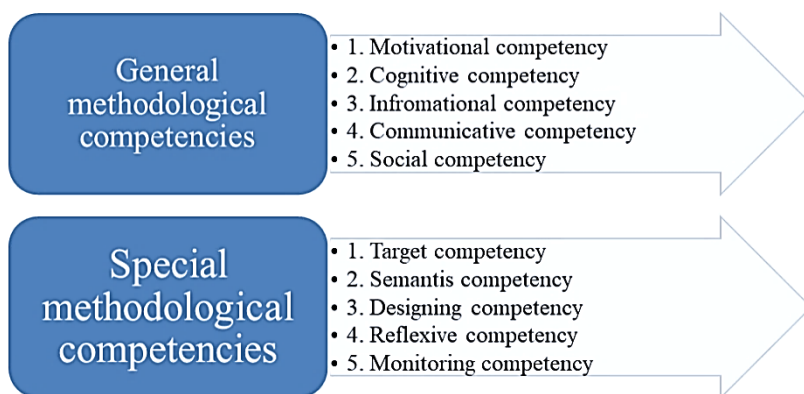 General
methodological
competencies
• 1. Motivational competency
• 2. Cognitive competency
• 3. Infromational competency
• 4. Communicative competency
• 5. Social competency
Special
methodological
competencies
• 1. Target competency
• 2. Semantis competency
• 3. Designing competency
• 4. Reflexive competency
• 5. Monitoring competency